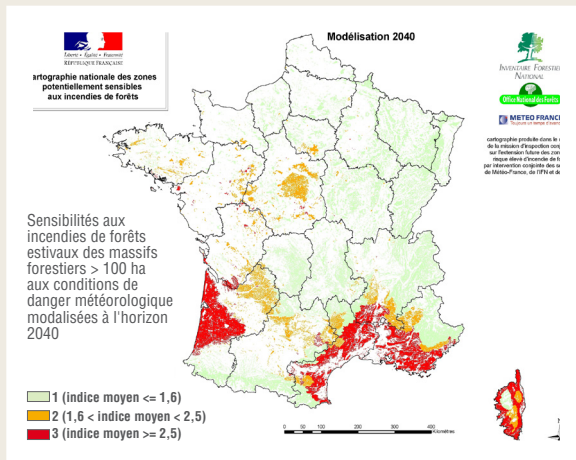 Modélisation 2040
Liberté • Égalité • Fraternité
RÉPUBLIQUE FRANÇAISE
artographie nationale des zones
potentiellement sensibles
aux incendies de forêts
INVENTAIRE FORESTIE
NATIONAL
Office National des Forêts
METEO FRANC
Toujours un temps d'avance
cartographie produite dans le
de la mission d'inspection conj
sur l'extension future des zon
risque élevé d'incendie de f
par intervention conjointe des
de Météo-France, de l'IFN et de
Sensibilités aux
incendies de forêts
estivaux des massifs
forestiers > 100 ha
aux conditions de
danger météorologique
modalisées à l'horizon
2040
1 (indice moyen <= 1,6)
2 (1,6 < indice moyen < 2,5)
3 (indice moyen >= 2,5)
0 50 100 200 300 400
Kilomètres